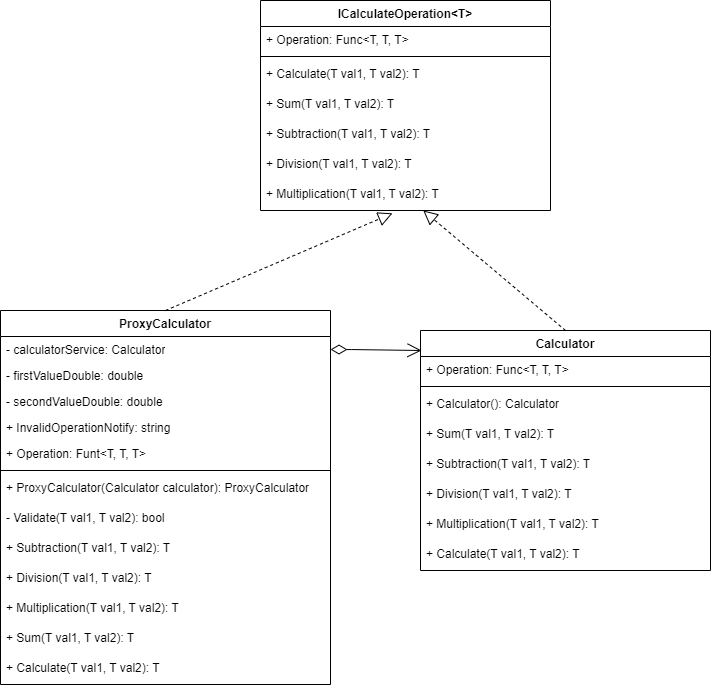 ICalculateOperation<T>
+ Operation: Func<T, T, T>
+ Calculate(T val1, T val2): T
+ Sum(T val1, T val2): T
+ Subtraction(T val1, T val2): T
+ Division(T val1, T val2): T
+ Multiplication(T val1, T val2): T
ProxyCalculator
- calculatorService: Calculator
- firstValueDouble: double
- secondValueDouble: double
+ InvalidOperationNotify: string
+ Operation: Funt<T, T, T>
+ ProxyCalculator(Calculator calculator): ProxyCalculator
- Validate(T val1, T val2): bool
+ Subtraction(T val1, T val2): T
+ Division(T val1, T val2): T
+ Multiplication(T val1, T val2): T
+ Sum(T val1, T val2): T
+ Calculate(T val1, T val2): T
Calculator
+ Operation: Func<T, T, T>
+ Calculator(): Calculator
+ Sum(T val1, T val2): T
+ Subtraction(T val1, T val2): T
+ Division(T val1, T val2): T
+ Multiplication(T val1, T val2): T
+ Calculate(T val1, T val2): T